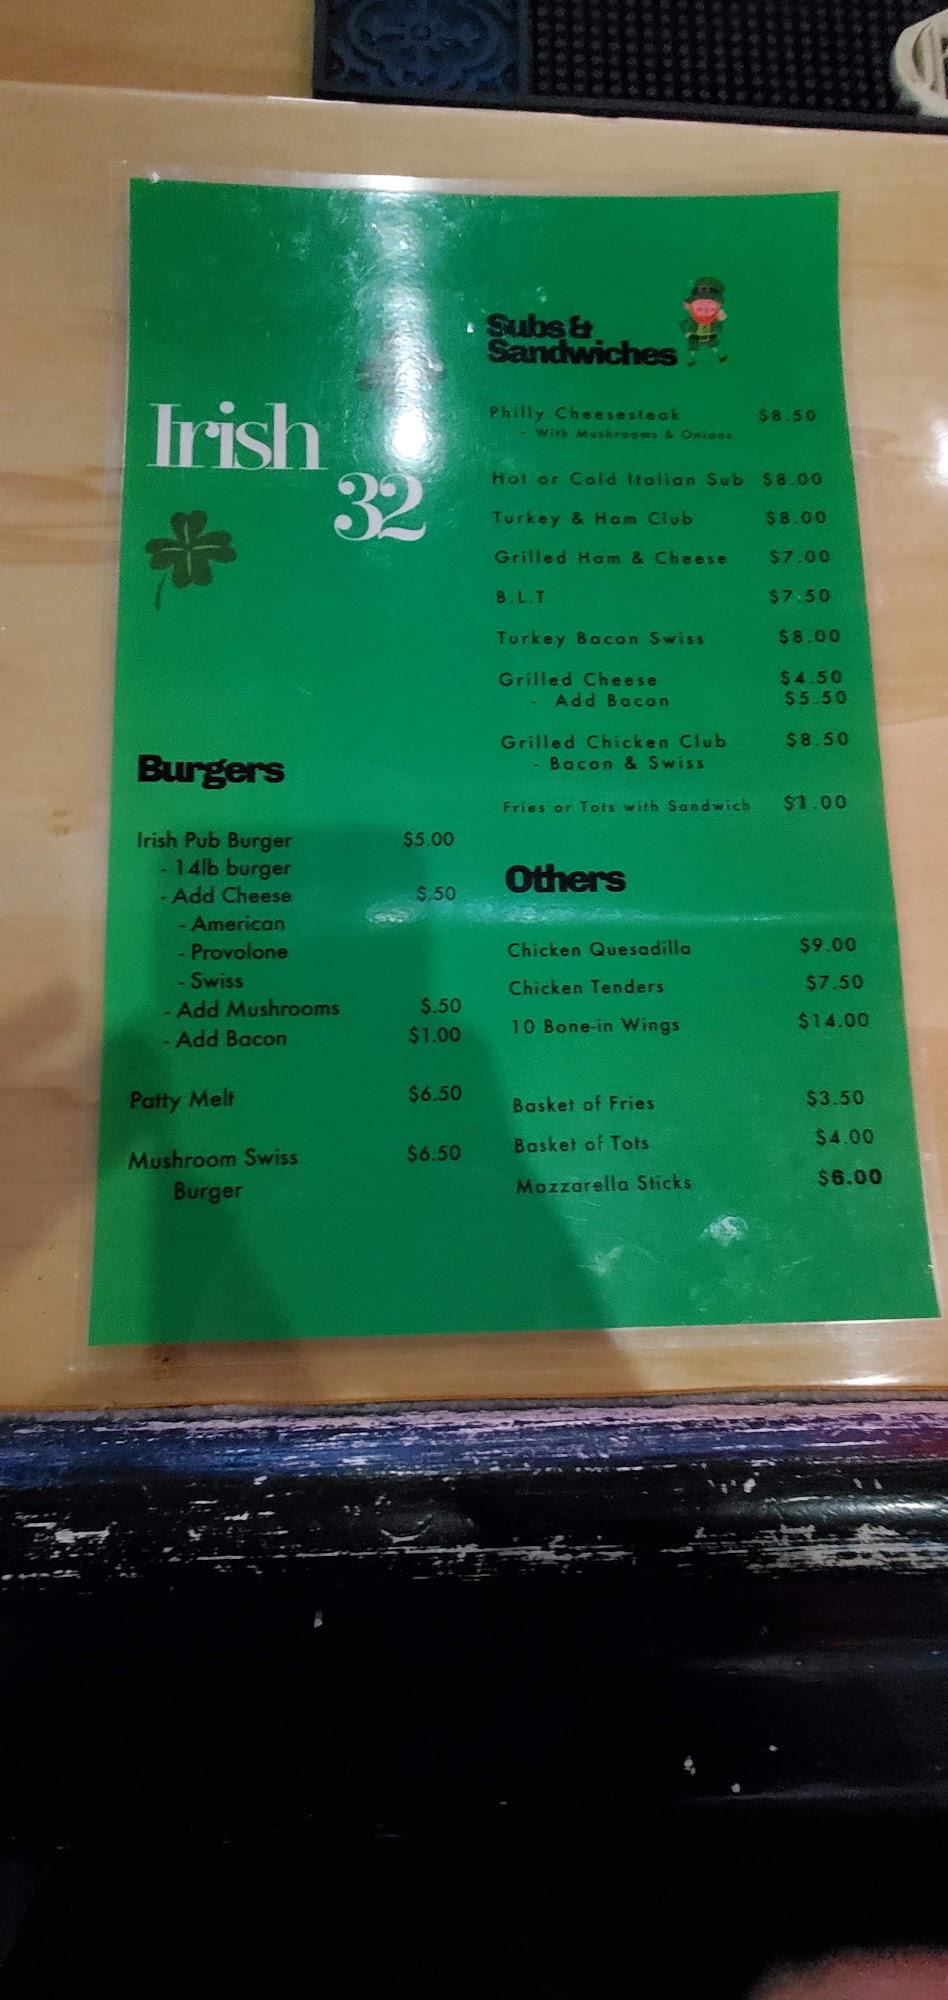 Irish
32
Burgers
Irish Pub Burger $5.00
- 14lb burger
- Add Cheese $.50
- American
- Provolone
- Swiss
- Add Mushrooms $.50
- Add Bacon $1.00
Patty Melt $6.50
Mushroom Swiss $6.50
Burger
Subs &
Sandwiches
Philly Cheesesteak $8.50
- With Mushrooms & Onions
Hot or Cold Italian Sub $8.00
Turkey & Ham Club $8.00
Grilled Ham & Cheese $7.00
B.L.T $7.50
Turkey Bacon Swiss $8.00
Grilled Cheese $4.50
- Add Bacon $5.50
Grilled Chicken Club $8.50
- Bacon & Swiss
Fries or Tots with Sandwich $1.00
Others
Chicken Quesadilla $9.00
Chicken Tenders $7.50
10 Bone-in Wings $14.00
Basket of Fries $3.50
Basket of Tots $4.00
Mozzarella Sticks $6.00